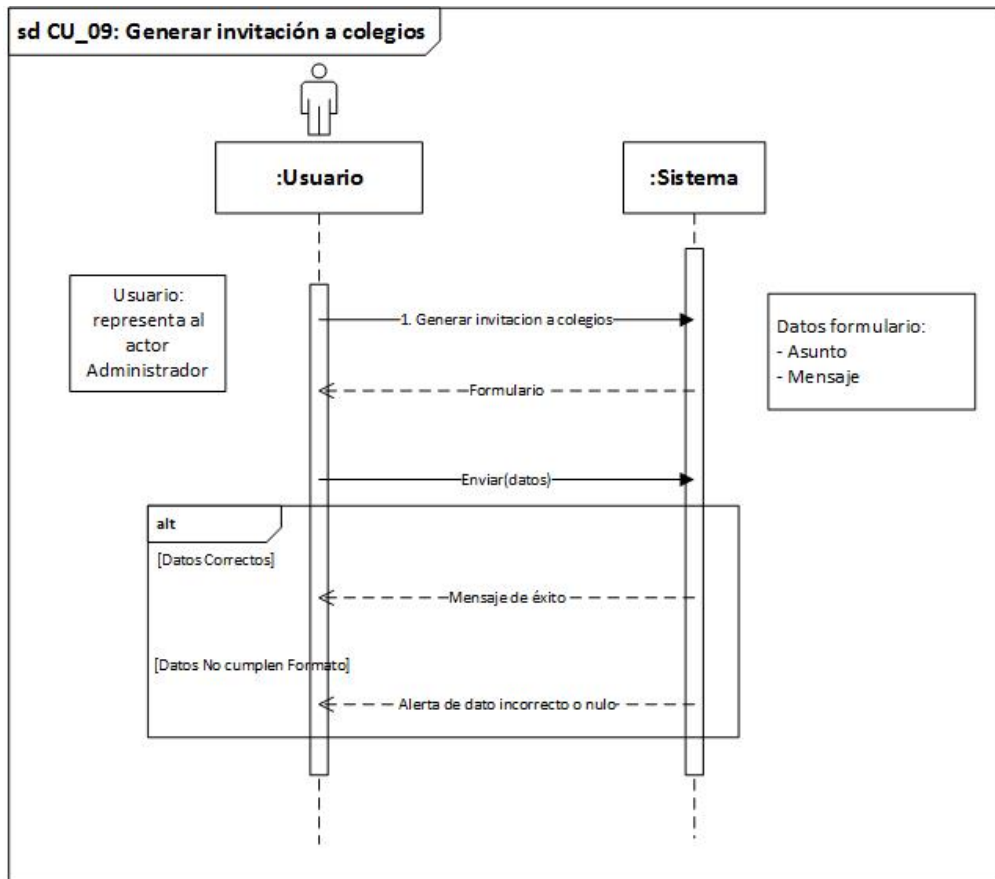 sd CU_09: Generar invitación a colegios
:Usuario
:Sistema
Usuario:
representa al
actor
Administrador
1. Generar invitacion a colegios
Datos formulario:
- Asunto
- Mensaje
Formulario
Enviar(datos)
alt
[Datos Correctos]
Mensaje de éxito
[Datos No cumplen Formato]
Alerta de dato incorrecto o nulo